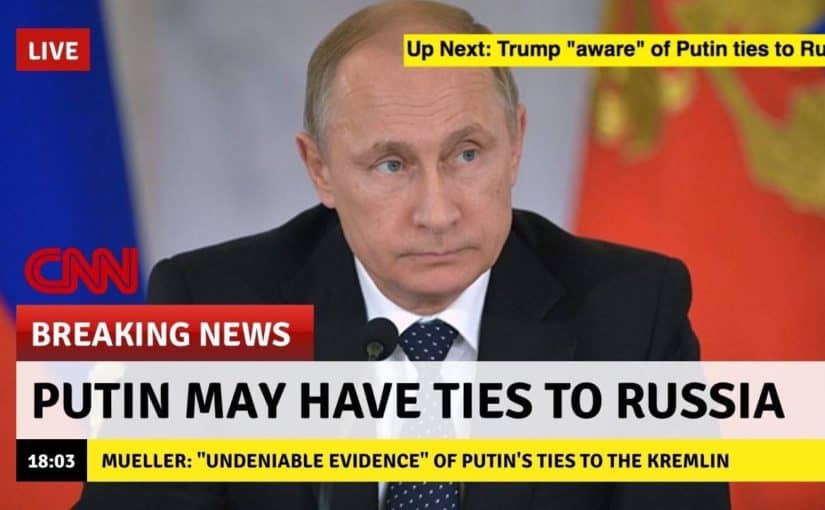 LIVE
Up Next: Trump "aware" of Putin ties to Ru
CNN
BREAKING NEWS
PUTIN MAY HAVE TIES TO RUSSIA
18:03 MUELLER: "UNDENIABLE EVIDENCE" OF PUTIN'S TIES TO THE KREMLIN